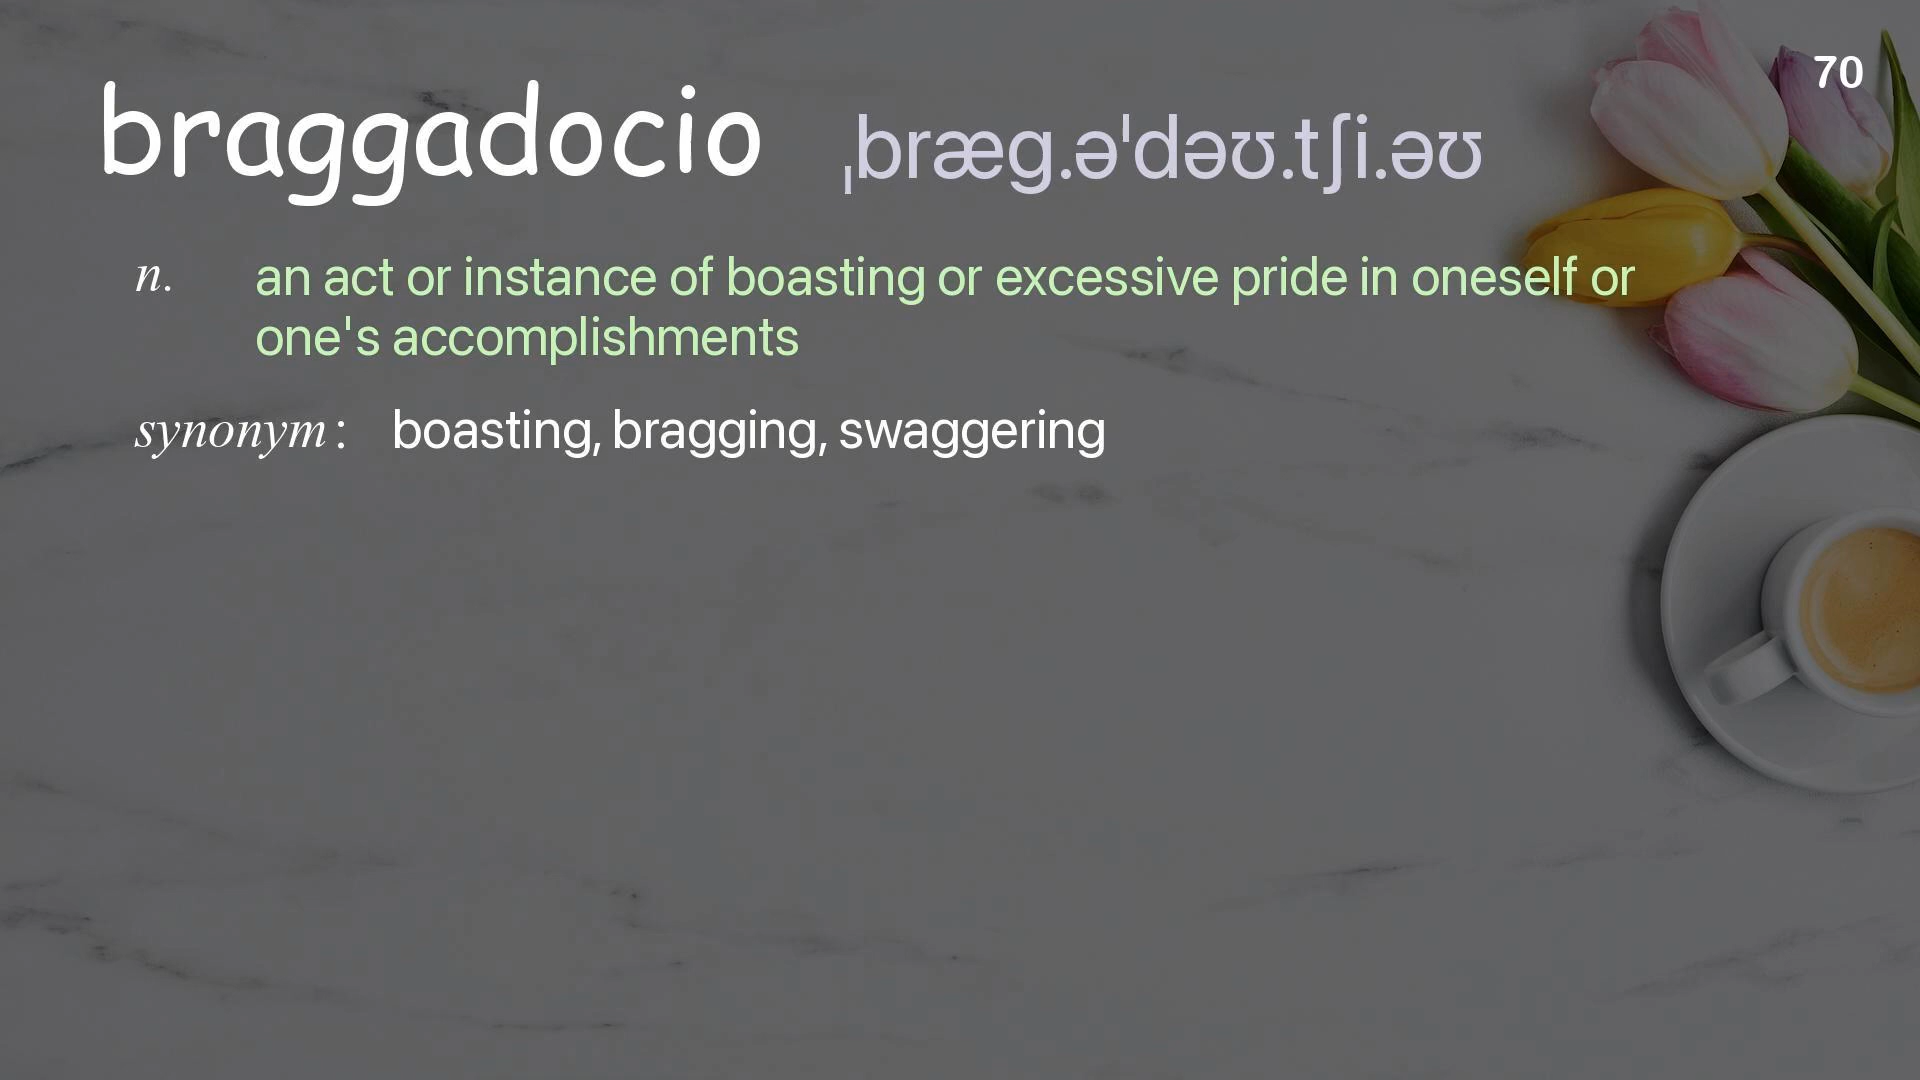 70
braggadocio ˌbræg.əˈdəʊ.tʃi.əʊ
n. an act or instance of boasting or excessive pride in oneself or
one's accomplishments
synonym: boasting, bragging, swaggering